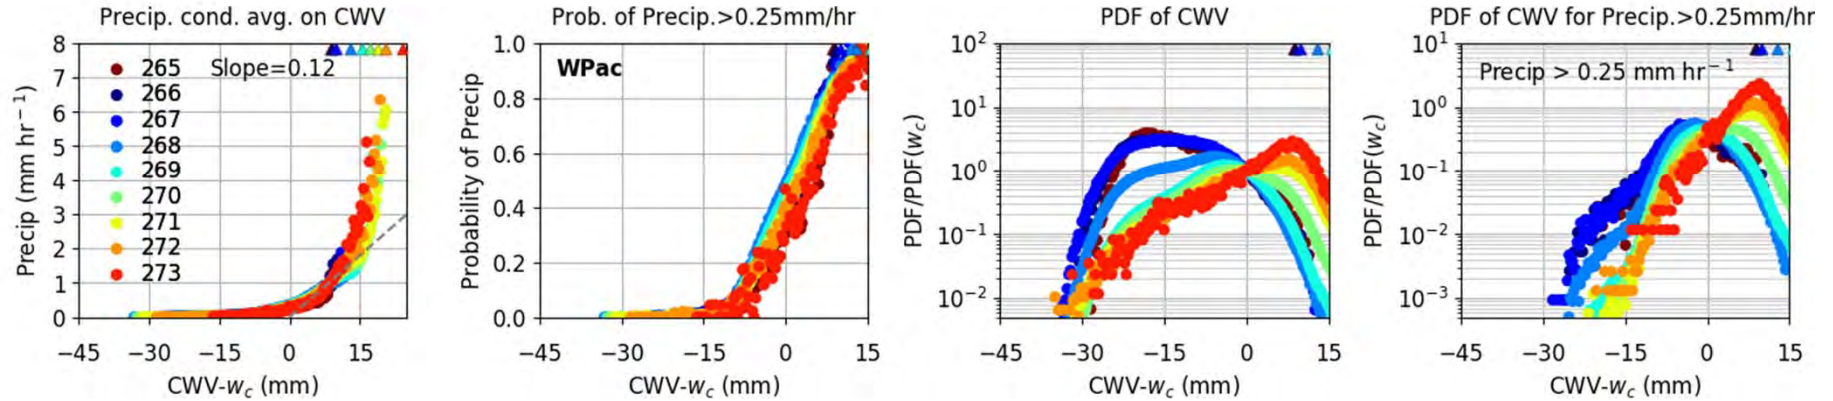 Precip. cond. avg. on CWV
8
7
6
5
4
3
2
1
0
Precip (mm hr⁻¹)
265
266
267
268
269
270
271
272
273
Slope=0.12
−45 −30 −15 0 15
CWV-w_c (mm)
Prob. of Precip.>0.25mm/hr
1.0
0.8
0.6
0.4
0.2
0.0
Probability of Precip
WPac
−45 −30 −15 0 15
CWV-w_c (mm)
PDF of CWV
10²
10¹
10⁰
10⁻¹
10⁻²
PDF/PDF(w_c)
−45 −30 −15 0 15
CWV-w_c (mm)
PDF of CWV for Precip.>0.25mm/hr
10¹
10⁰
10⁻¹
10⁻²
10⁻³
PDF/PDF(w_c)
Precip > 0.25 mm hr⁻¹
−45 −30 −15 0 15
CWV-w_c (mm)